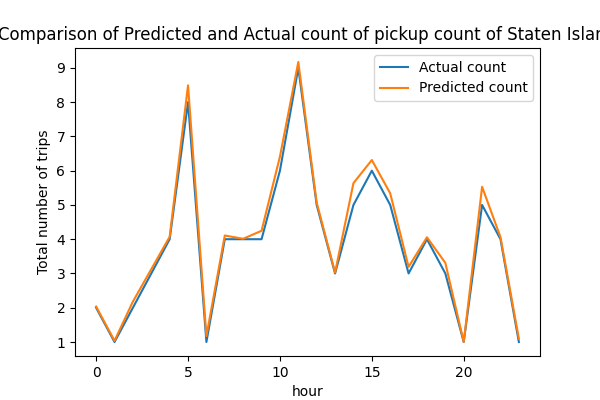 Comparison of Predicted and Actual count of pickup count of Staten Islan
Actual count
Predicted count
Total number of trips
9
8
7
6
5
4
3
2
1
0 5 10 15 20
hour